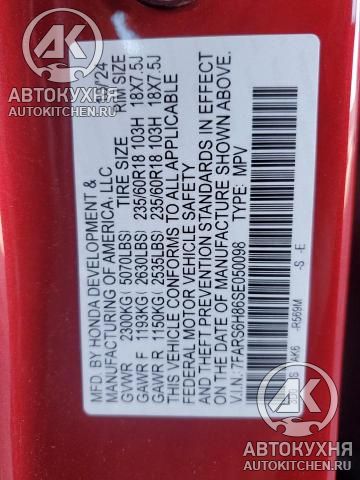 MFD. BY HONDA DEVELOPMENT &
MANUFACTURING OF AMERICA, LLC. /24
TIRE SIZE RIM SIZE
GVWR 2300KG( 5070LBS)
GAWR F 1193KG( 2630LBS) 235/60R18 103H 18X7.5J
GAWR R 1150KG( 2535LBS) 235/60R18 103H 18X7.5J
THIS VEHICLE CONFORMS TO ALL APPLICABLE
FEDERAL MOTOR VEHICLE SAFETY
AND THEFT PREVENTION STANDARDS IN EFFECT
ON THE DATE OF MANUFACTURE SHOWN ABOVE.
V.I.N.: 7FARS6H86SE050098 TYPE: MPV
AK6 -R569M -S -E
АВТОКУХНЯ
AUTOKITCHEN.RU
АВТОКУХНЯ
AUTOKITCHEN.RU